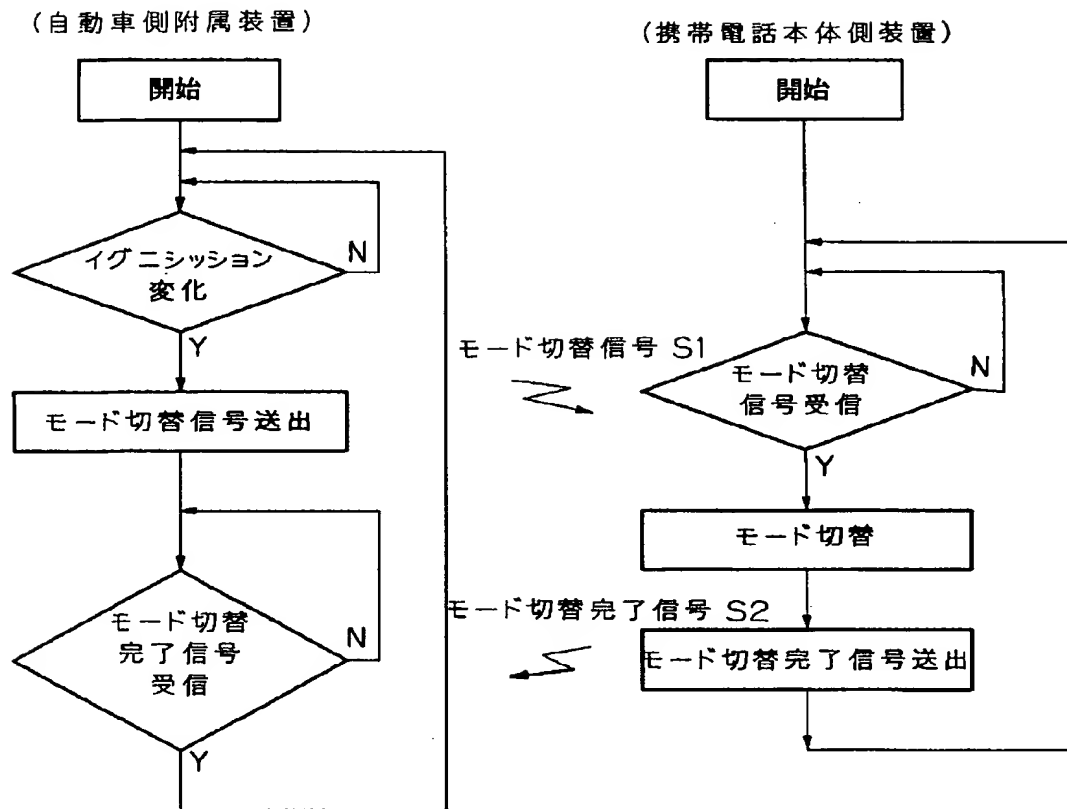 (自動車側附属装置)
開始
イグニシッション
変化
N
Y
モード切替信号送出
モード切替
完了信号
受信
N
Y
モード切替信号 S1
モード切替完了信号 S2
(携帯電話本体側装置)
開始
モード切替
信号受信
N
Y
モード切替
モード切替完了信号送出